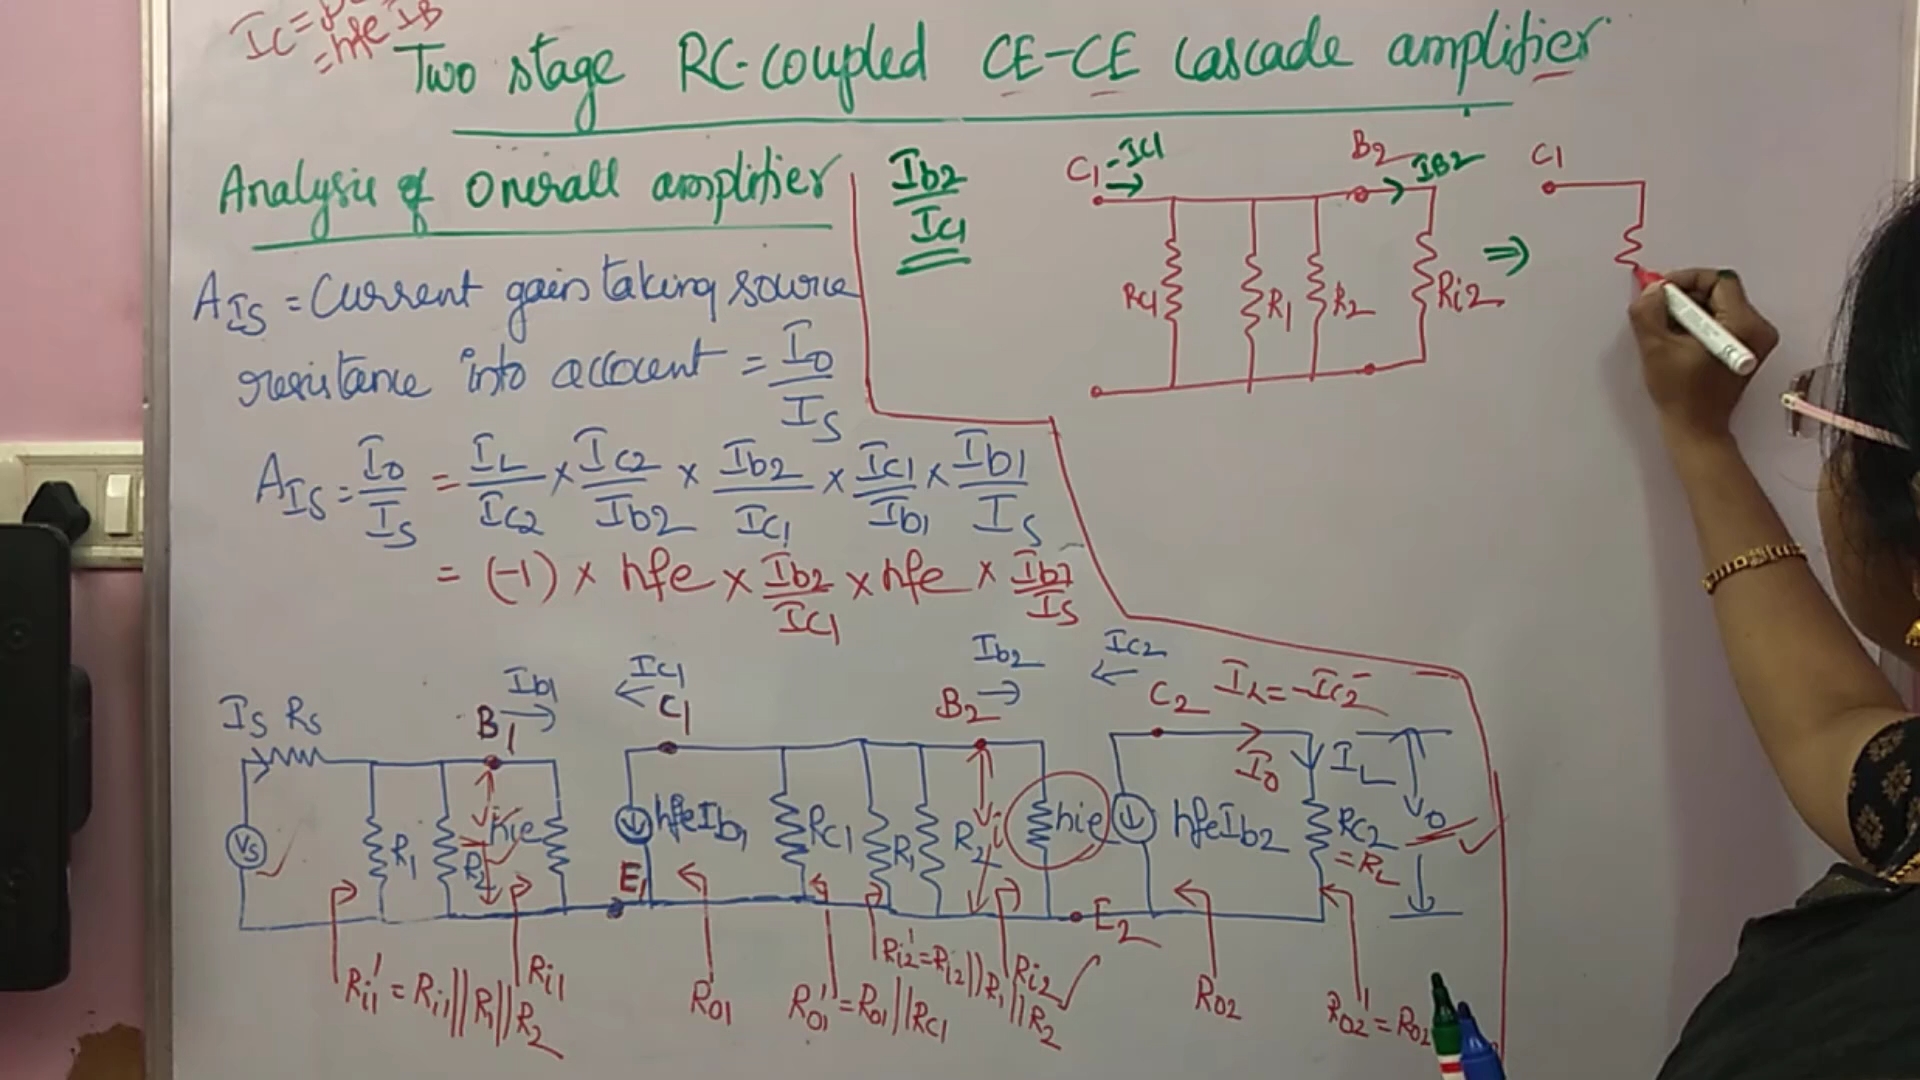 Ic=
=hfe IB
Two stage RC-coupled CE-CE Cascade amplifier
Analysis of Overall amplifier
Ib2
Ic1
C1 -Ic1
B2
IB2
C1
RC1 R1 R2 Ri2 ⇒
AIS = Current gain taking source
resistance into account = Io/Is
AIS = Io/Is = IL/Ic2 × Ic2/Ib2 × Ib2/Ic1 × Ic1/Ib1 × Ib1/Is
= (-1) × hfe × Ib2/Ic1 × hfe × Ib1/Is
Is Rs
B1
Ib1
Ic1
C1
B2
Ib2
Ic2
C2
IL=-Ic2
Io
IL
Vs
R1
R2
hie
hfeIb1
RC1
R1
R2
hie
hfeIb2
RC2
=RL
E1
E2
Ri1' = Ri1||R1||R2
Ri1
Ro1
Ro1' = Ro1||RC1
Ri2' = Ri2||R1||R2
Ri2
Ro2
Ro2' = Ro2